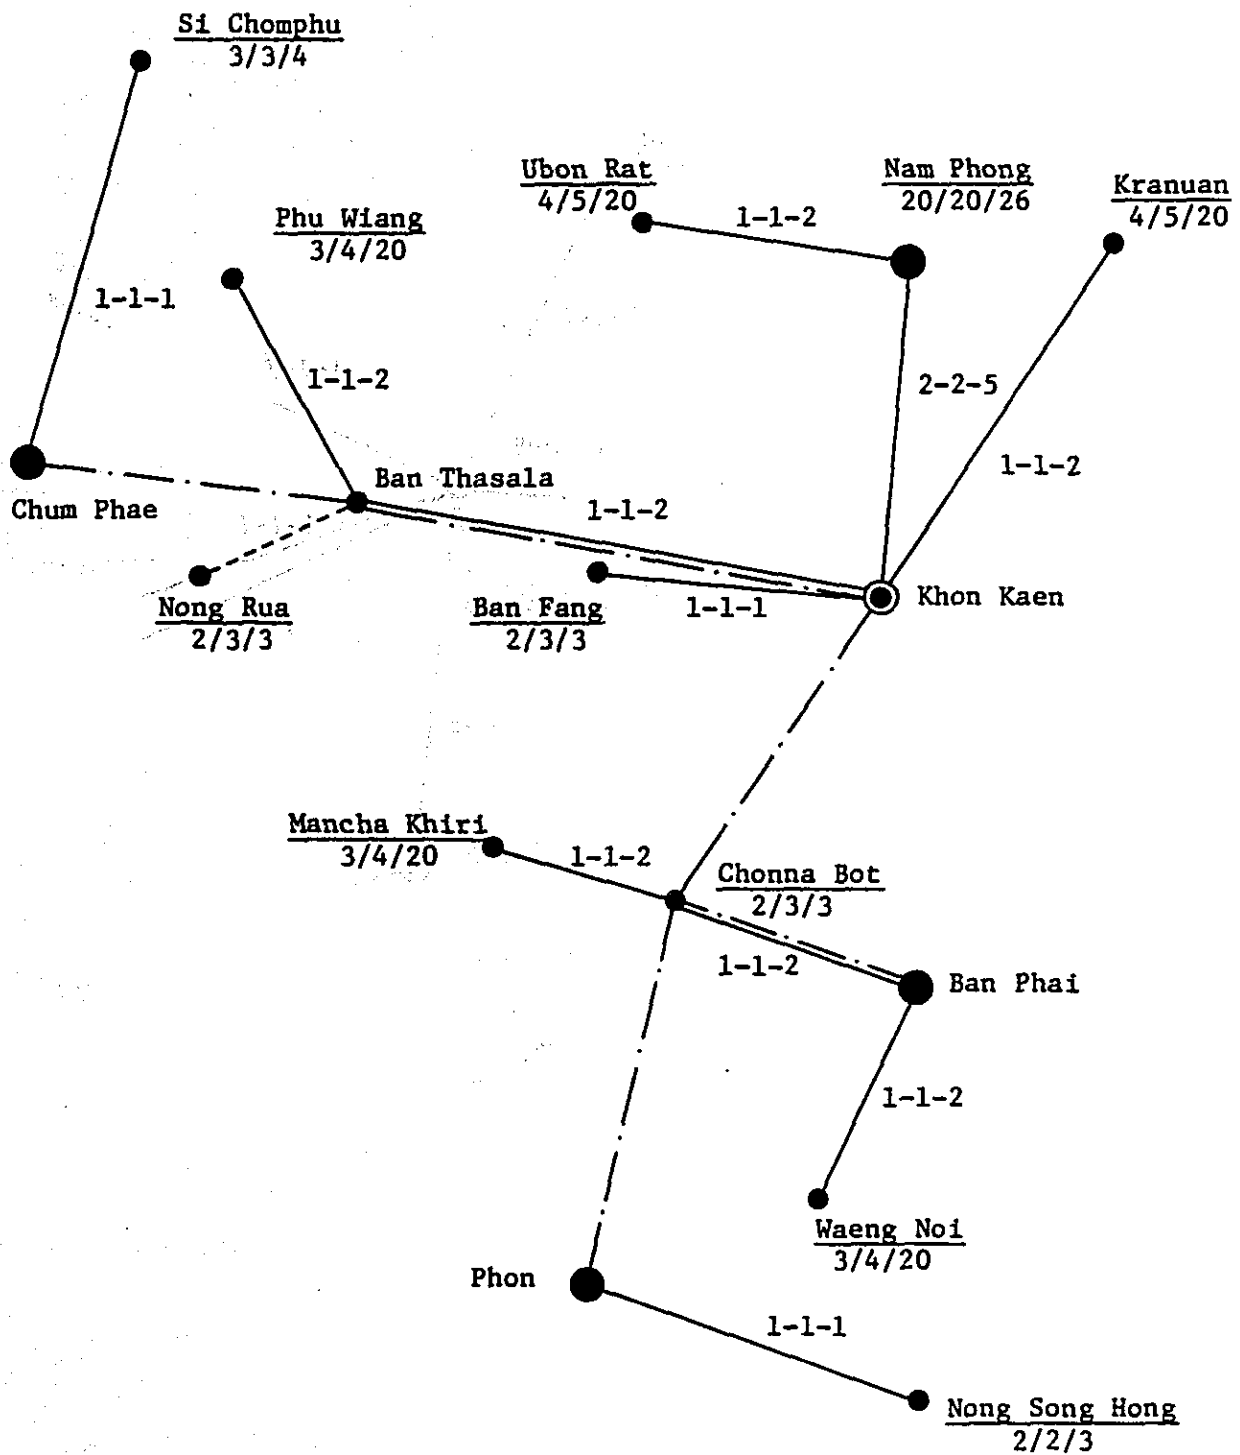 Si Chomphu
3/3/4
Ubon Rat
4/5/20
Nam Phong
20/20/26
Kranuan
4/5/20
Phu Wiang
3/4/20
1-1-2
1-1-1
1-1-2
2-2-5
1-1-2
Ban Thasala
1-1-2
Chum Phae
Nong Rua
2/3/3
Ban Fang
2/3/3
1-1-1
Khon Kaen
Mancha Khiri
3/4/20
1-1-2
Chonna Bot
2/3/3
1-1-2
Ban Phai
1-1-2
Waeng Noi
3/4/20
Phon
1-1-1
Nong Song Hong
2/2/3